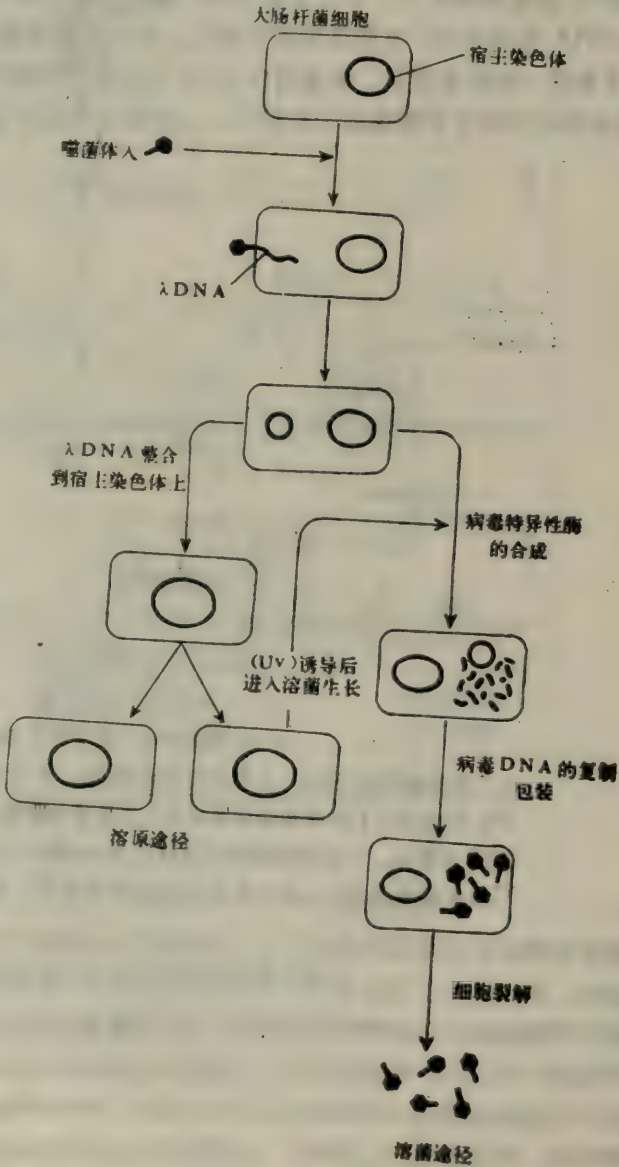 大肠杆菌细胞
宿主染色体
噬菌体λ
λDNA
λDNA整合
到宿主染色体上
病毒特异性酶
的合成
(Uv)诱导后
进入溶菌生长
病毒DNA的复制
包装
溶原途径
细胞裂解
溶菌途径